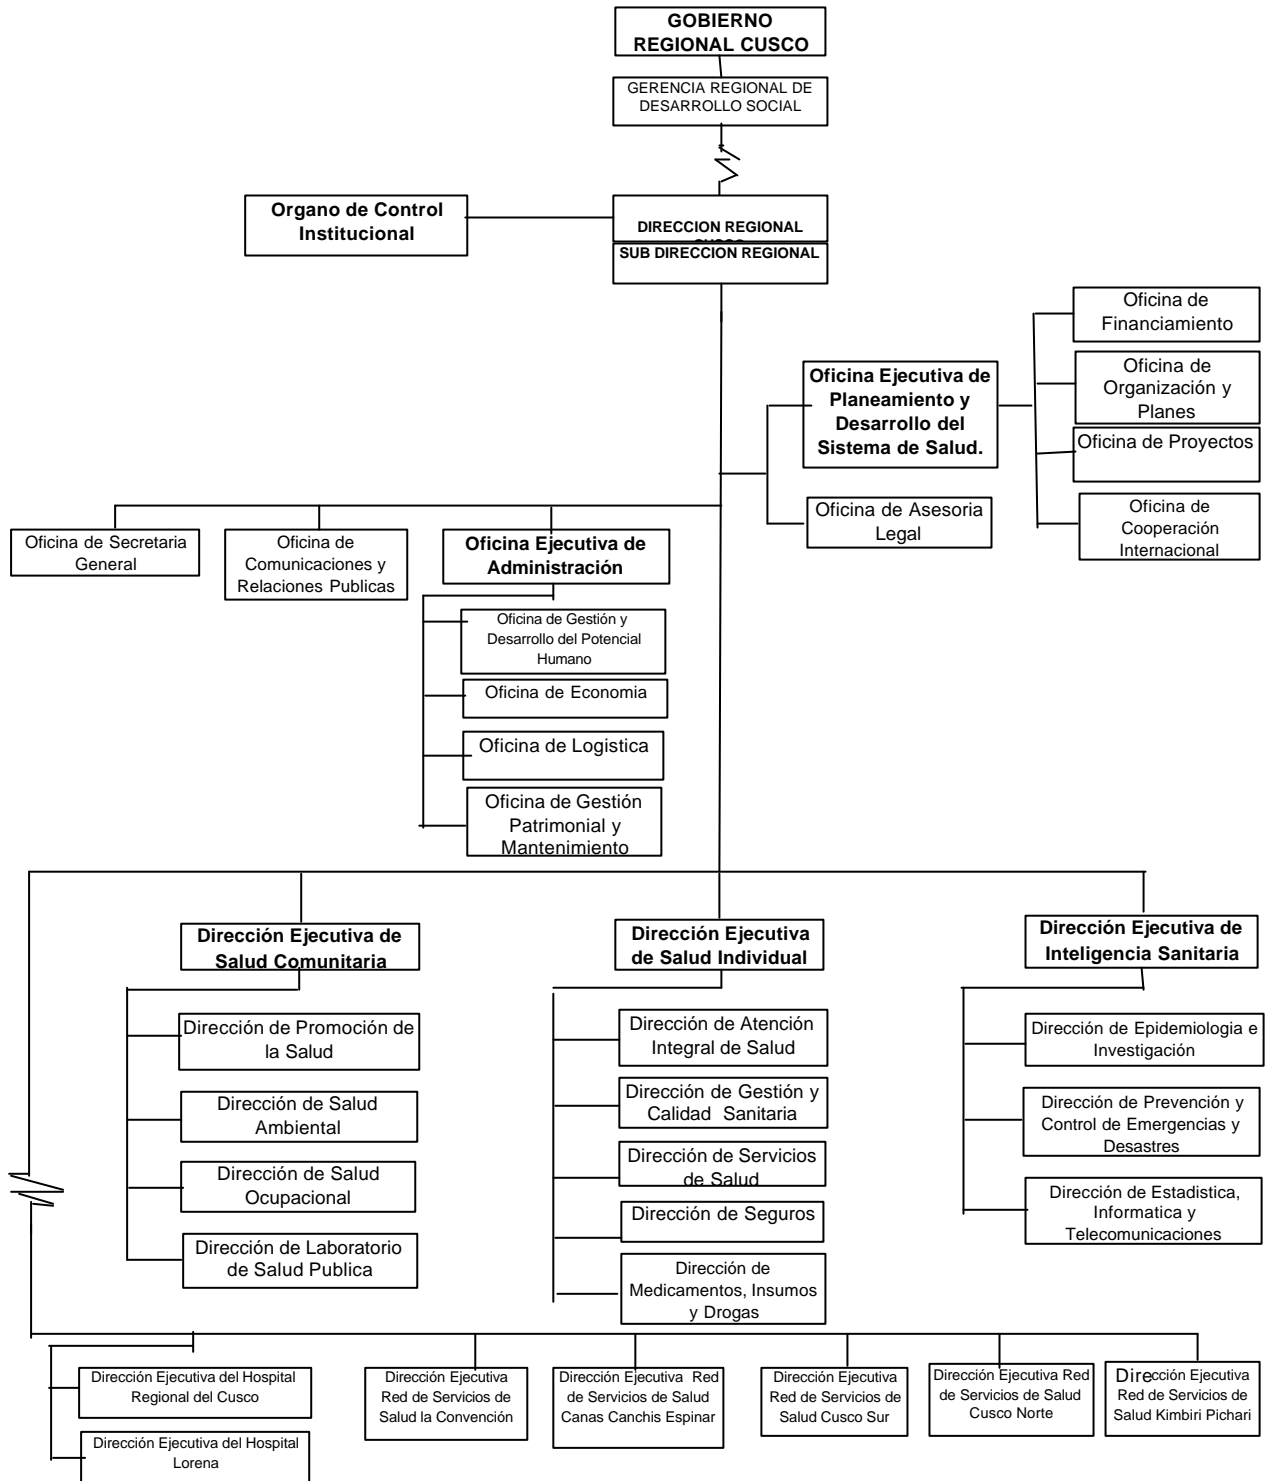 GOBIERNO
REGIONAL CUSCO
GERENCIA REGIONAL DE
DESARROLLO SOCIAL
Organo de Control
Institucional
DIRECCION REGIONAL
CUSCO
SUB DIRECCION REGIONAL
Oficina Ejecutiva de
Planeamiento y
Desarrollo del
Sistema de Salud.
Oficina de
Financiamiento
Oficina de
Organización y
Planes
Oficina de Proyectos
Oficina de
Cooperación
Internacional
Oficina de Asesoria
Legal
Oficina de Secretaria
General
Oficina de
Comunicaciones y
Relaciones Publicas
Oficina Ejecutiva de
Administración
Oficina de Gestión y
Desarrollo del Potencial
Humano
Oficina de Economia
Oficina de Logistica
Oficina de Gestión
Patrimonial y
Mantenimiento
Dirección Ejecutiva de
Salud Comunitaria
Dirección de Promoción de
la Salud
Dirección de Salud
Ambiental
Dirección de Salud
Ocupacional
Dirección de Laboratorio
de Salud Publica
Dirección Ejecutiva
de Salud Individual
Dirección de Atención
Integral de Salud
Dirección de Gestión y
Calidad Sanitaria
Dirección de Servicios
de Salud
Dirección de Seguros
Dirección de
Medicamentos, Insumos
y Drogas
Dirección Ejecutiva de
Inteligencia Sanitaria
Dirección de Epidemiologia e
Investigación
Dirección de Prevención y
Control de Emergencias y
Desastres
Dirección de Estadistica,
Informatica y
Telecomunicaciones
Dirección Ejecutiva del Hospital
Regional del Cusco
Dirección Ejecutiva del Hospital
Lorena
Dirección Ejecutiva
Red de Servicios de
Salud la Convención
Dirección Ejecutiva Red
de Servicios de Salud
Canas Canchis Espinar
Dirección Ejecutiva
Red de Servicios de
Salud Cusco Sur
Dirección Ejecutiva Red
de Servicios de Salud
Cusco Norte
Dirección Ejecutiva
Red de Servicios de
Salud Kimbiri Pichari